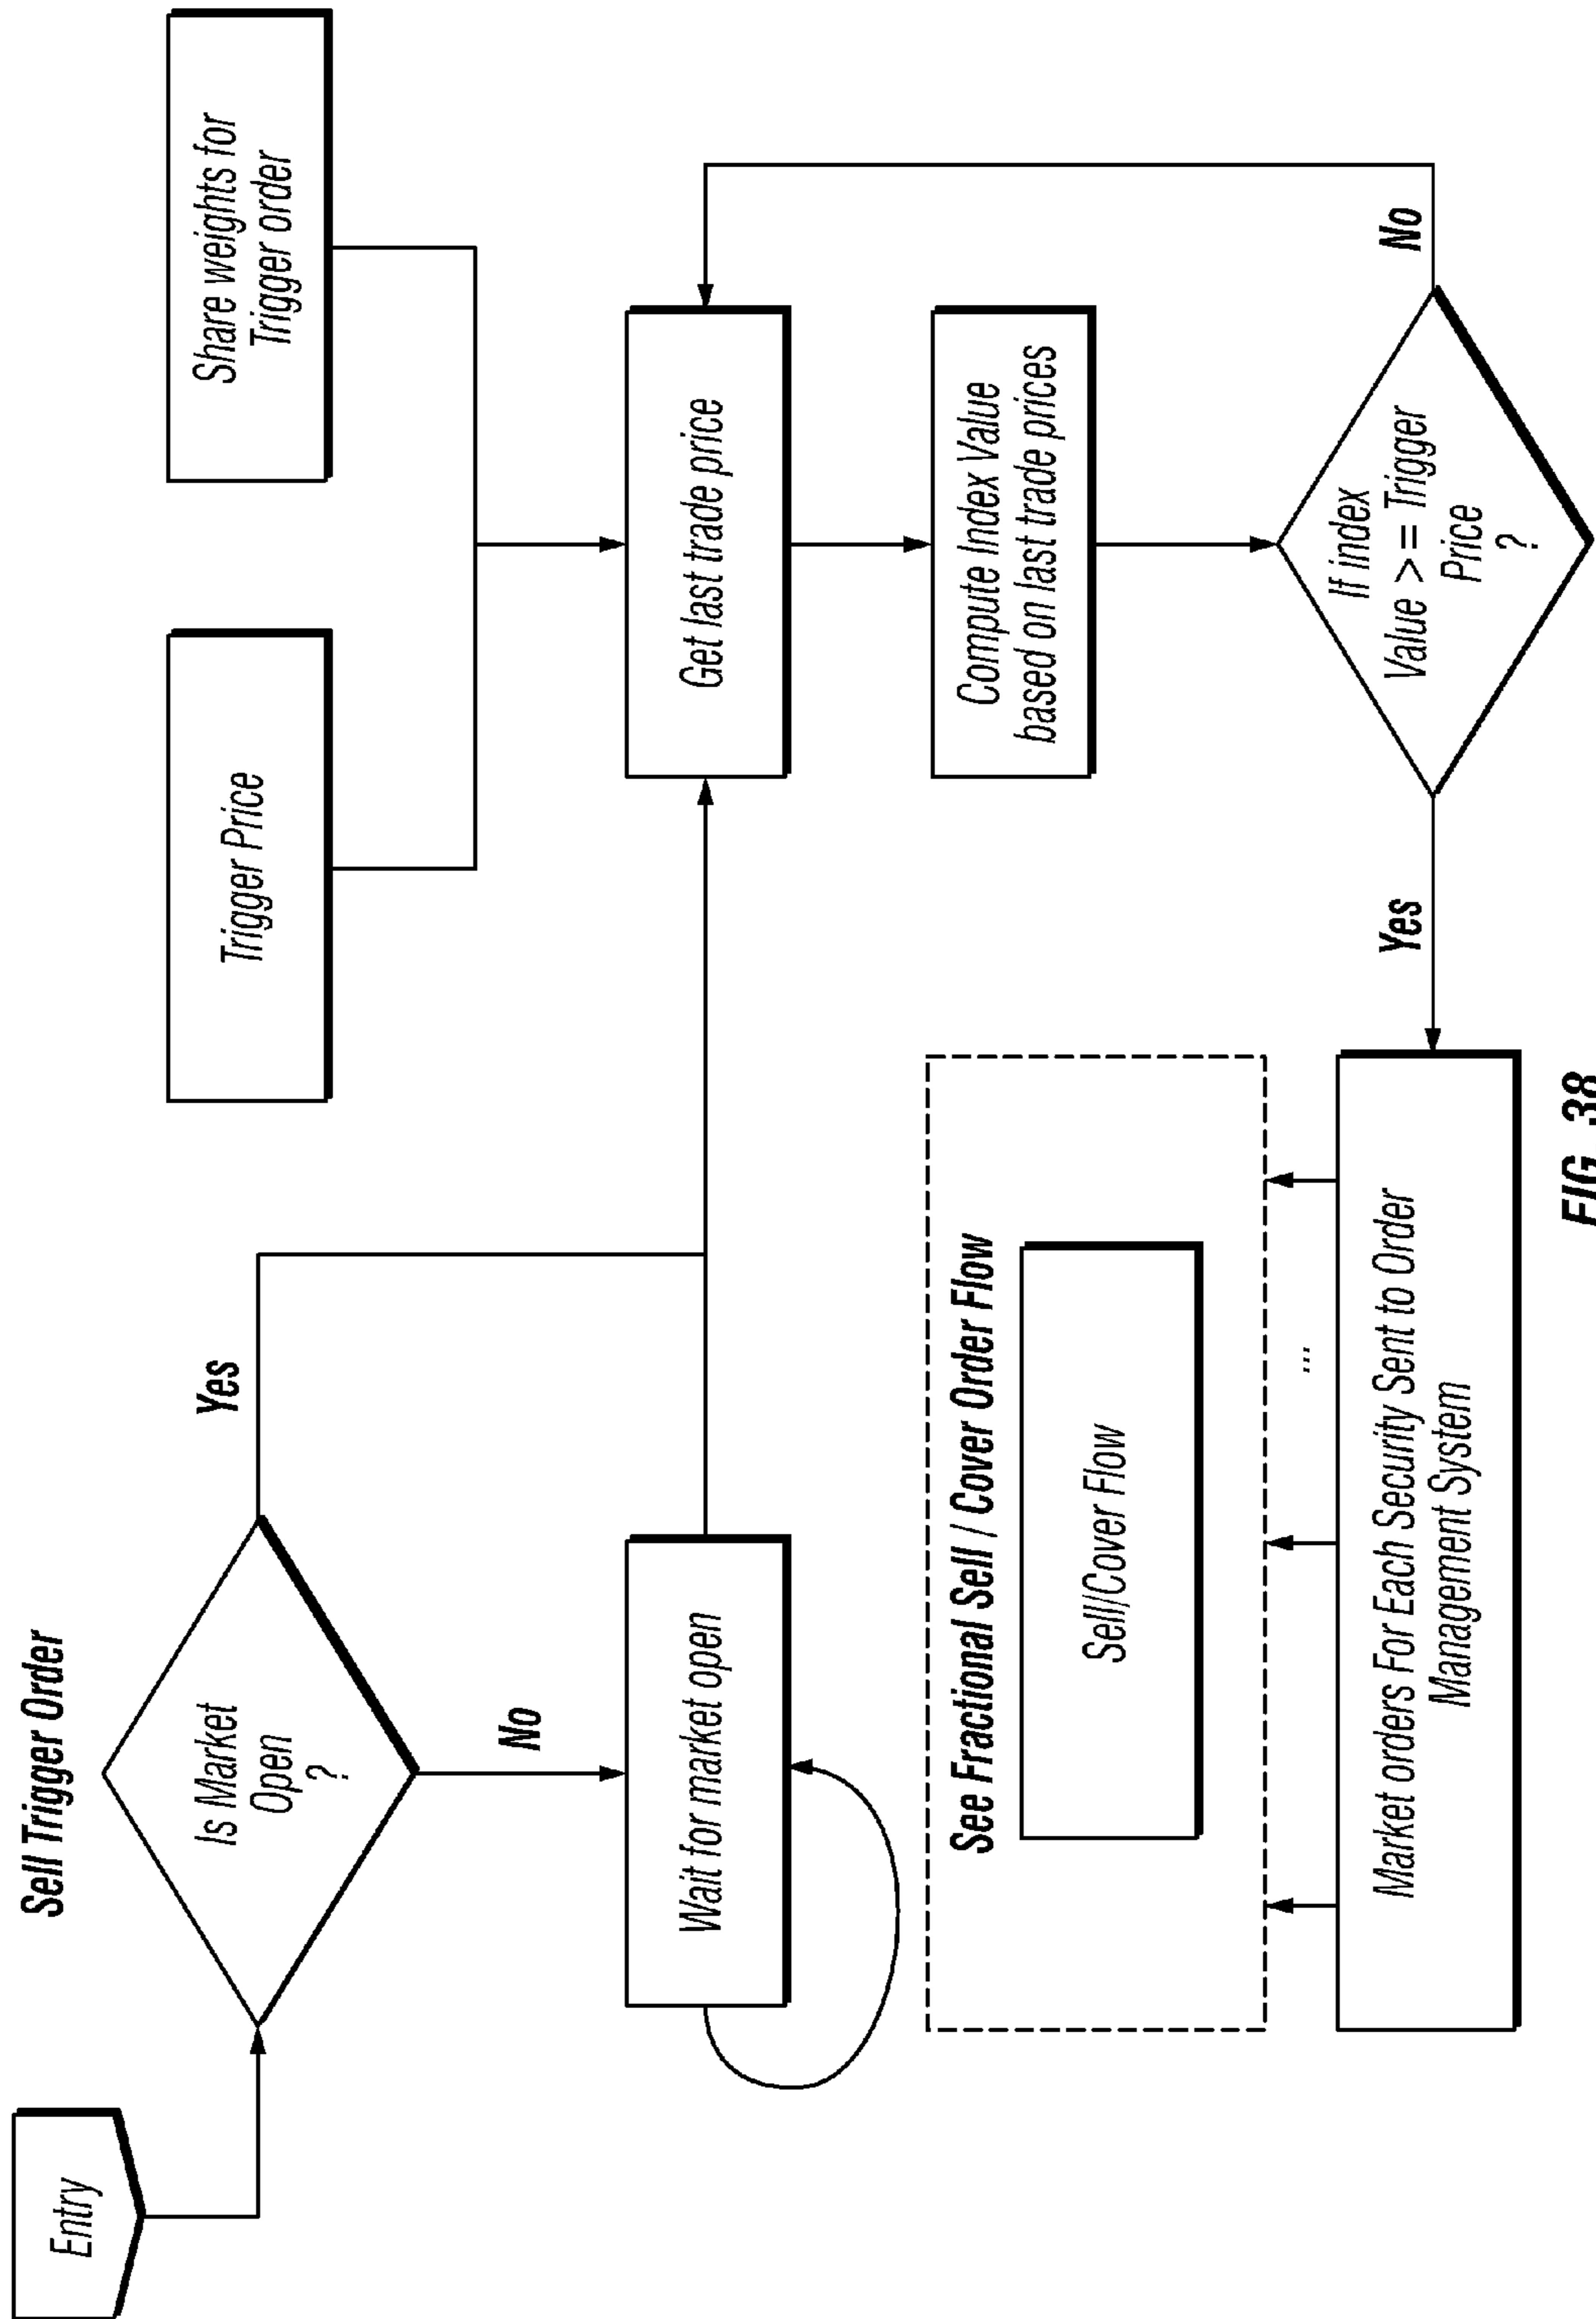 Sell Trigger Order
Entry
Is Market
Open
?
Yes
No
Wait for market open
Trigger Price
Share weights for
Trigger order
Get last trade price
Compute Index Value
based on last trade prices
If index
Value >= Trigger
Price
?
No
Yes
See Fractional Sell / Cover Order Flow
Sell/Cover Flow
...
Market orders For Each Security Sent to Order
Management System
FIG. 38